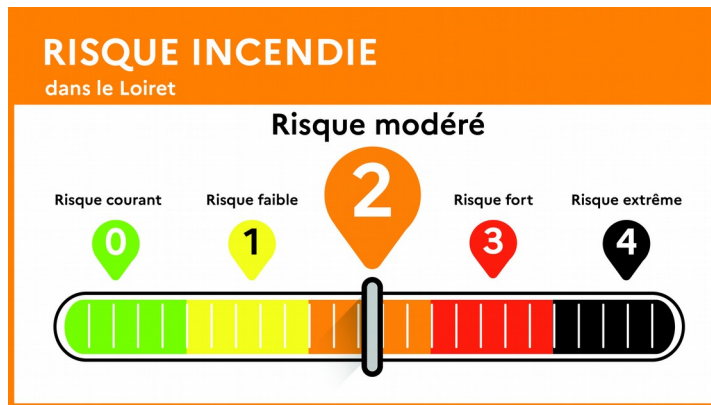 RISQUE INCENDIE
dans le Loiret
Risque modéré
2
Risque courant
Risque faible
Risque fort
Risque extrême
0
1
3
4